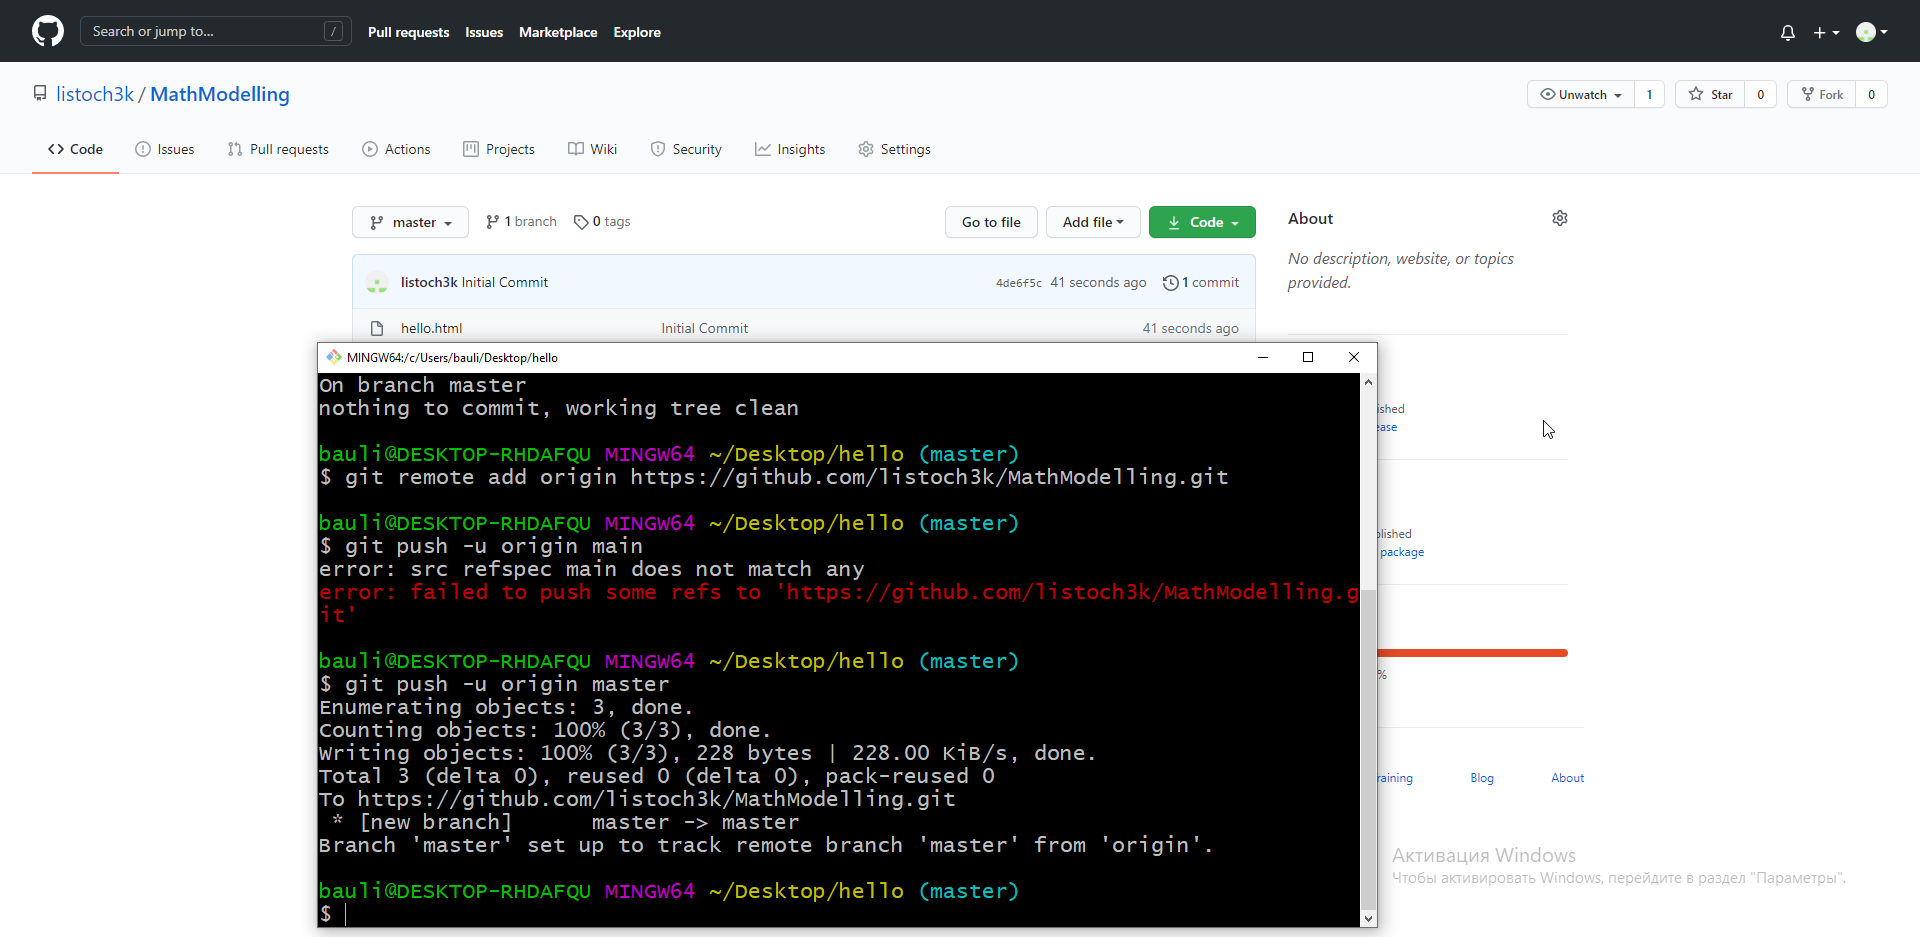 Search or jump to... /
Pull requests Issues Marketplace Explore
listoch3k / MathModelling
Unwatch 1 Star 0 Fork 0
Code Issues Pull requests Actions Projects Wiki Security Insights Settings
master 1 branch 0 tags
Go to file Add file Code
About
No description, website, or topics
provided.
listoch3k Initial Commit 4de6f5c 41 seconds ago 1 commit
hello.html Initial Commit 41 seconds ago
MINGW64:/c/Users/bauli/Desktop/hello
On branch master
nothing to commit, working tree clean
bauli@DESKTOP-RHDAFQU MINGW64 ~/Desktop/hello (master)
$ git remote add origin https://github.com/listoch3k/MathModelling.git
bauli@DESKTOP-RHDAFQU MINGW64 ~/Desktop/hello (master)
$ git push -u origin main
error: src refspec main does not match any
error: failed to push some refs to 'https://github.com/listoch3k/MathModelling.g
it'
bauli@DESKTOP-RHDAFQU MINGW64 ~/Desktop/hello (master)
$ git push -u origin master
Enumerating objects: 3, done.
Counting objects: 100% (3/3), done.
Writing objects: 100% (3/3), 228 bytes | 228.00 KiB/s, done.
Total 3 (delta 0), reused 0 (delta 0), pack-reused 0
To https://github.com/listoch3k/MathModelling.git
* [new branch] master -> master
Branch 'master' set up to track remote branch 'master' from 'origin'.
bauli@DESKTOP-RHDAFQU MINGW64 ~/Desktop/hello (master)
$
ished
ease
blished
package
%
raining Blog About
Активация Windows
Чтобы активировать Windows, перейдите в раздел "Параметры".